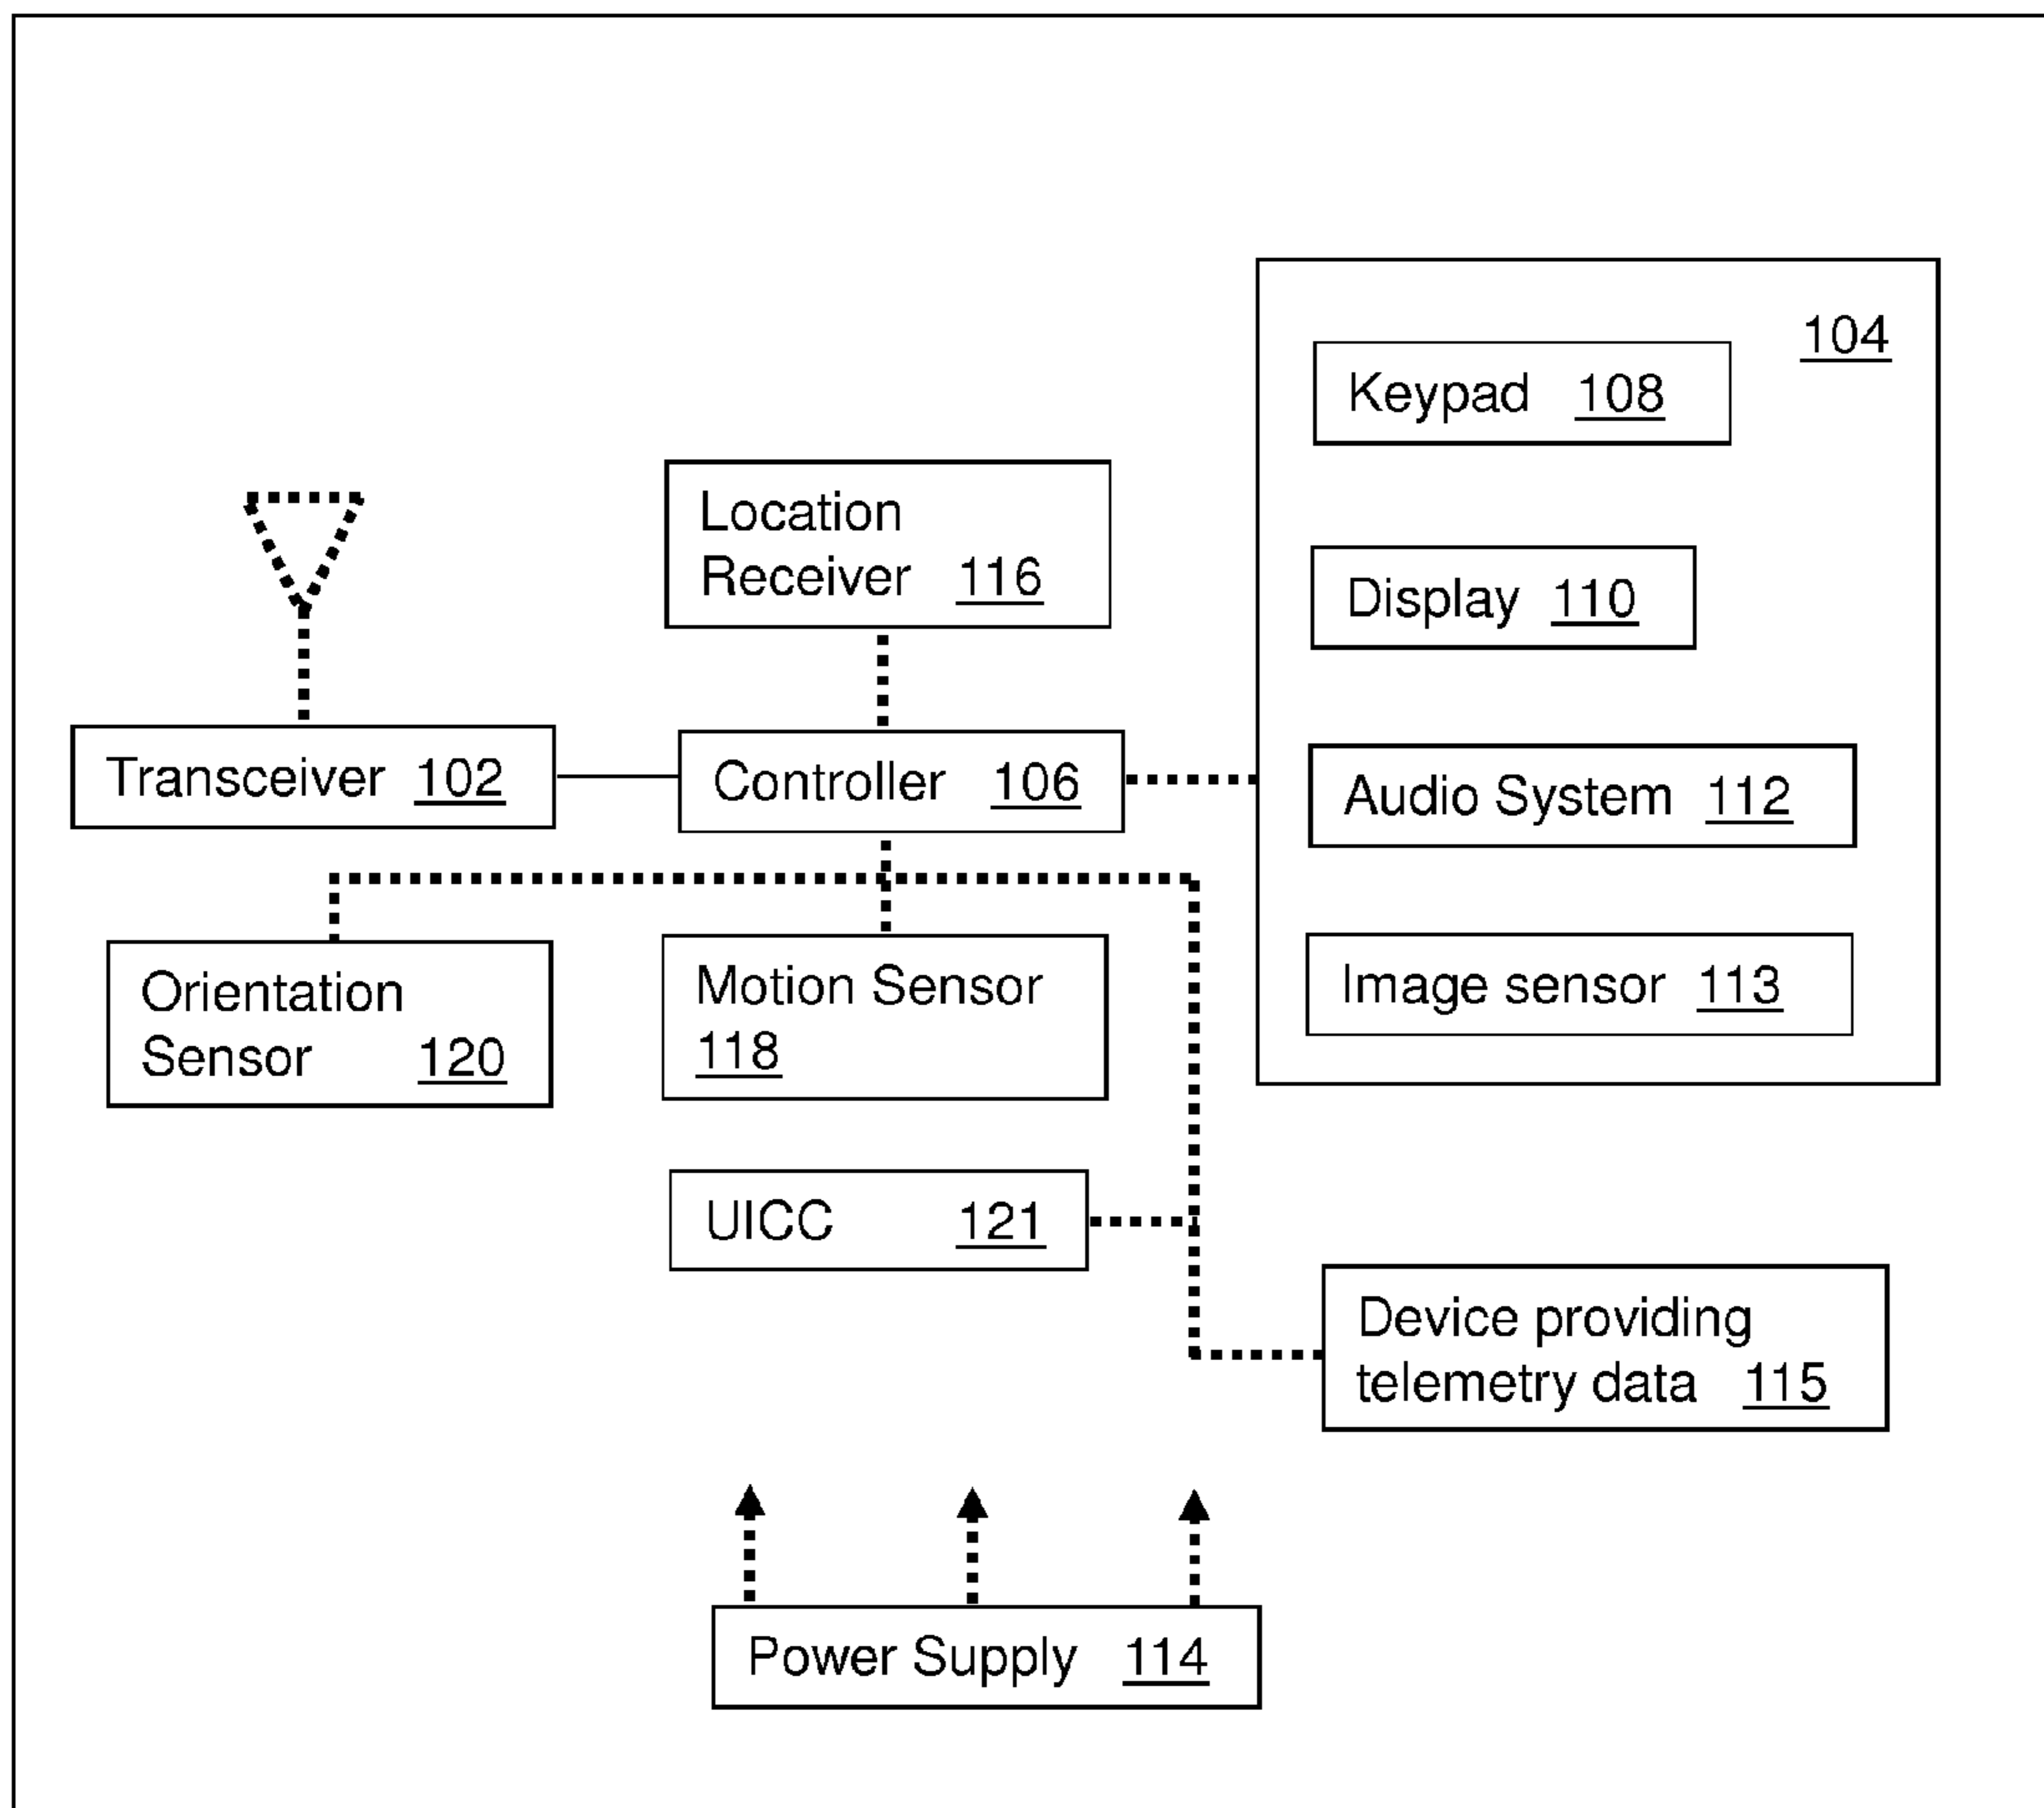 104
Keypad 108
Location
Receiver 116
Display 110
Transceiver 102
Controller 106
Audio System 112
Orientation
Sensor 120
Motion Sensor
118
Image sensor 113
UICC 121
Device providing
telemetry data 115
Power Supply 114